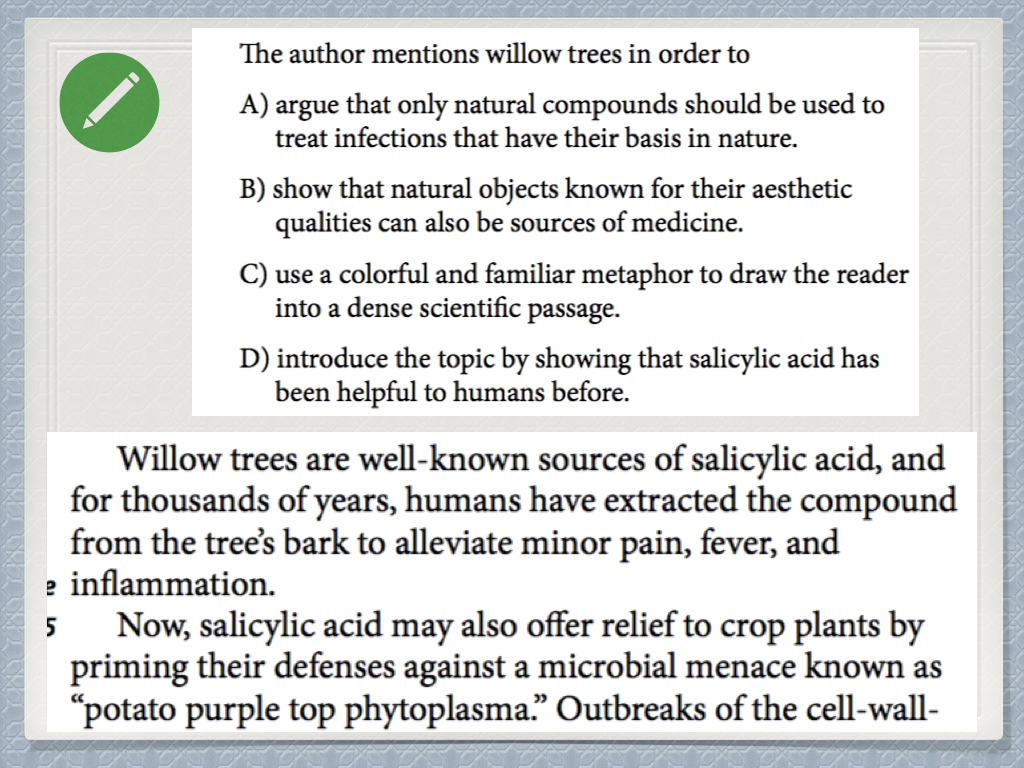 The author mentions willow trees in order to
A) argue that only natural compounds should be used to
treat infections that have their basis in nature.
B) show that natural objects known for their aesthetic
qualities can also be sources of medicine.
C) use a colorful and familiar metaphor to draw the reader
into a dense scientific passage.
D) introduce the topic by showing that salicylic acid has
been helpful to humans before.
Willow trees are well-known sources of salicylic acid, and
for thousands of years, humans have extracted the compound
from the tree’s bark to alleviate minor pain, fever, and
e inflammation.
5 Now, salicylic acid may also offer relief to crop plants by
priming their defenses against a microbial menace known as
“potato purple top phytoplasma.” Outbreaks of the cell-wall-